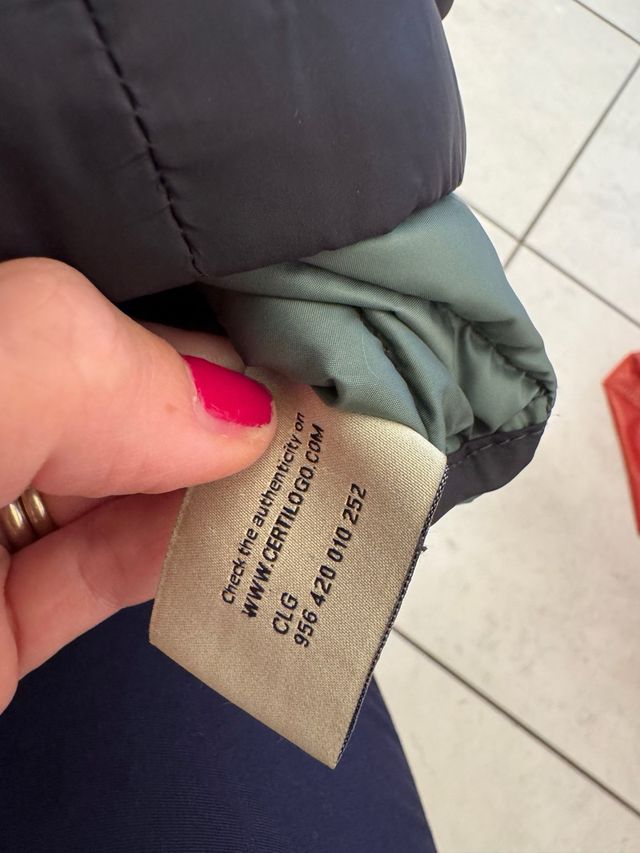 Check the authenticity on
WWW.CERTILOGO.COM
CLG
956 420 010 252